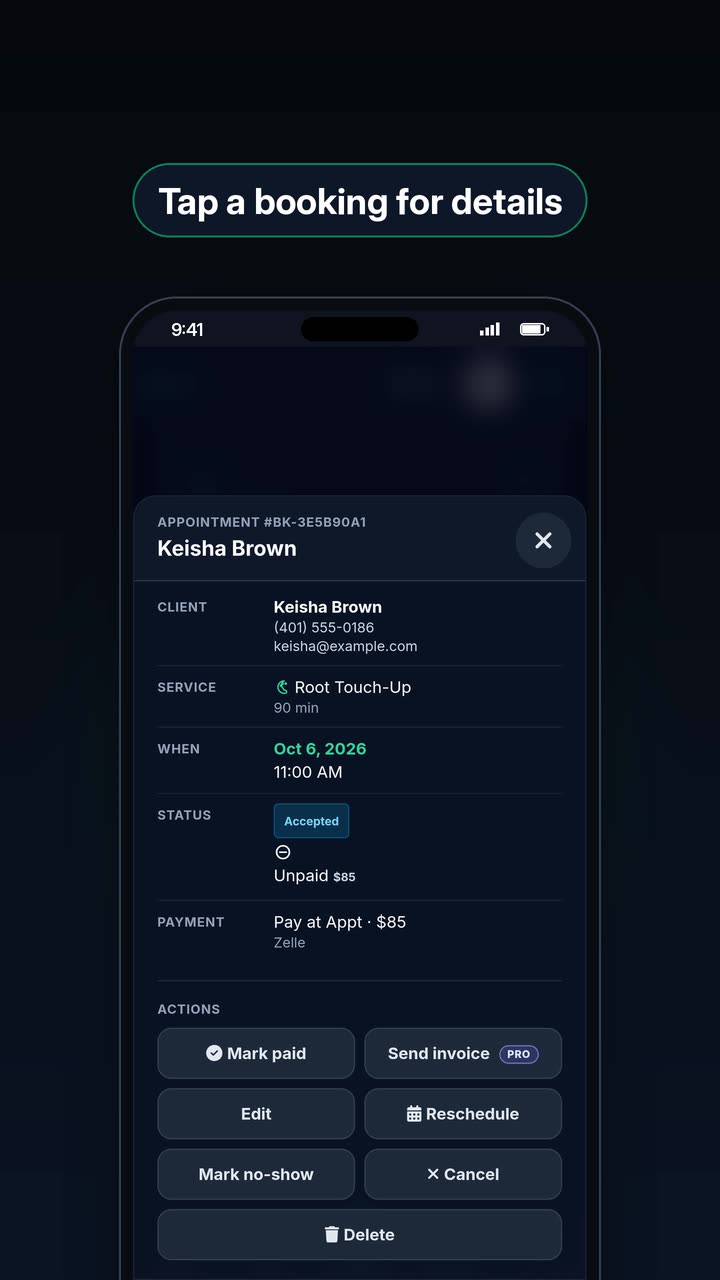 Tap a booking for details
9:41
APPOINTMENT #BK-3E5B90A1
Keisha Brown
CLIENT
Keisha Brown
(401) 555-0186
keisha@example.com
SERVICE
Root Touch-Up
90 min
WHEN
Oct 6, 2026
11:00 AM
STATUS
Accepted
Unpaid $85
PAYMENT
Pay at Appt · $85
Zelle
ACTIONS
Mark paid
Send invoice PRO
Edit
Reschedule
Mark no-show
Cancel
Delete